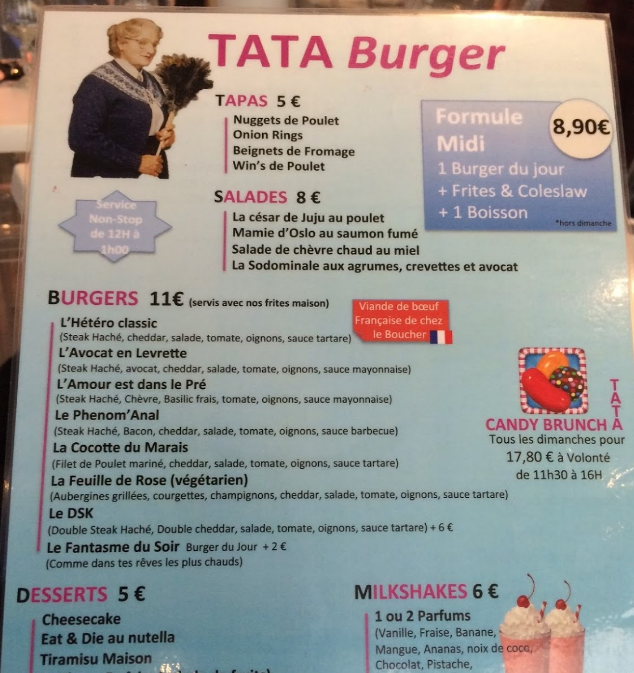 TATA Burger
TAPAS 5 €
Nuggets de Poulet
Onion Rings
Beignets de Fromage
Win's de Poulet
Formule
Midi
8,90€
1 Burger du jour
+ Frites & Coleslaw
+ 1 Boisson
*hors dimanche
Service
Non-Stop
de 12H à
1h00
SALADES 8 €
La césar de Juju au poulet
Mamie d'Oslo au saumon fumé
Salade de chèvre chaud au miel
La Sodominale aux agrumes, crevettes et avocat
BURGERS 11€ (servis avec nos frites maison)
Viande de bœuf
Française de chez
le Boucher
L'Hétéro classic
(Steak Haché, cheddar, salade, tomate, oignons, sauce tartare)
L'Avocat en Levrette
(Steak Haché, avocat, cheddar, salade, tomate, oignons, sauce mayonnaise)
L'Amour est dans le Pré
(Steak Haché, Chèvre, Basilic frais, tomate, oignons, sauce mayonnaise)
Le Phenom'Anal
(Steak Haché, Bacon, cheddar, salade, tomate, oignons, sauce barbecue)
La Cocotte du Marais
(Filet de Poulet mariné, cheddar, salade, tomate, oignons, sauce tartare)
La Feuille de Rose (végétarien)
(Aubergines grillées, courgettes, champignons, cheddar, salade, tomate, oignons, sauce tartare)
Le DSK
(Double Steak Haché, Double cheddar, salade, tomate, oignons, sauce tartare) + 6 €
Le Fantasme du Soir Burger du Jour + 2 €
(Comme dans tes rêves les plus chauds)
CANDY BRUNCH À
TATA
Tous les dimanches pour
17,80 € à Volonté
de 11h30 à 16H
DESSERTS 5 €
Cheesecake
Eat & Die au nutella
Tiramisu Maison
MILKSHAKES 6 €
1 ou 2 Parfums
(Vanille, Fraise, Banane,
Mangue, Ananas, noix de coco,
Chocolat, Pistache,